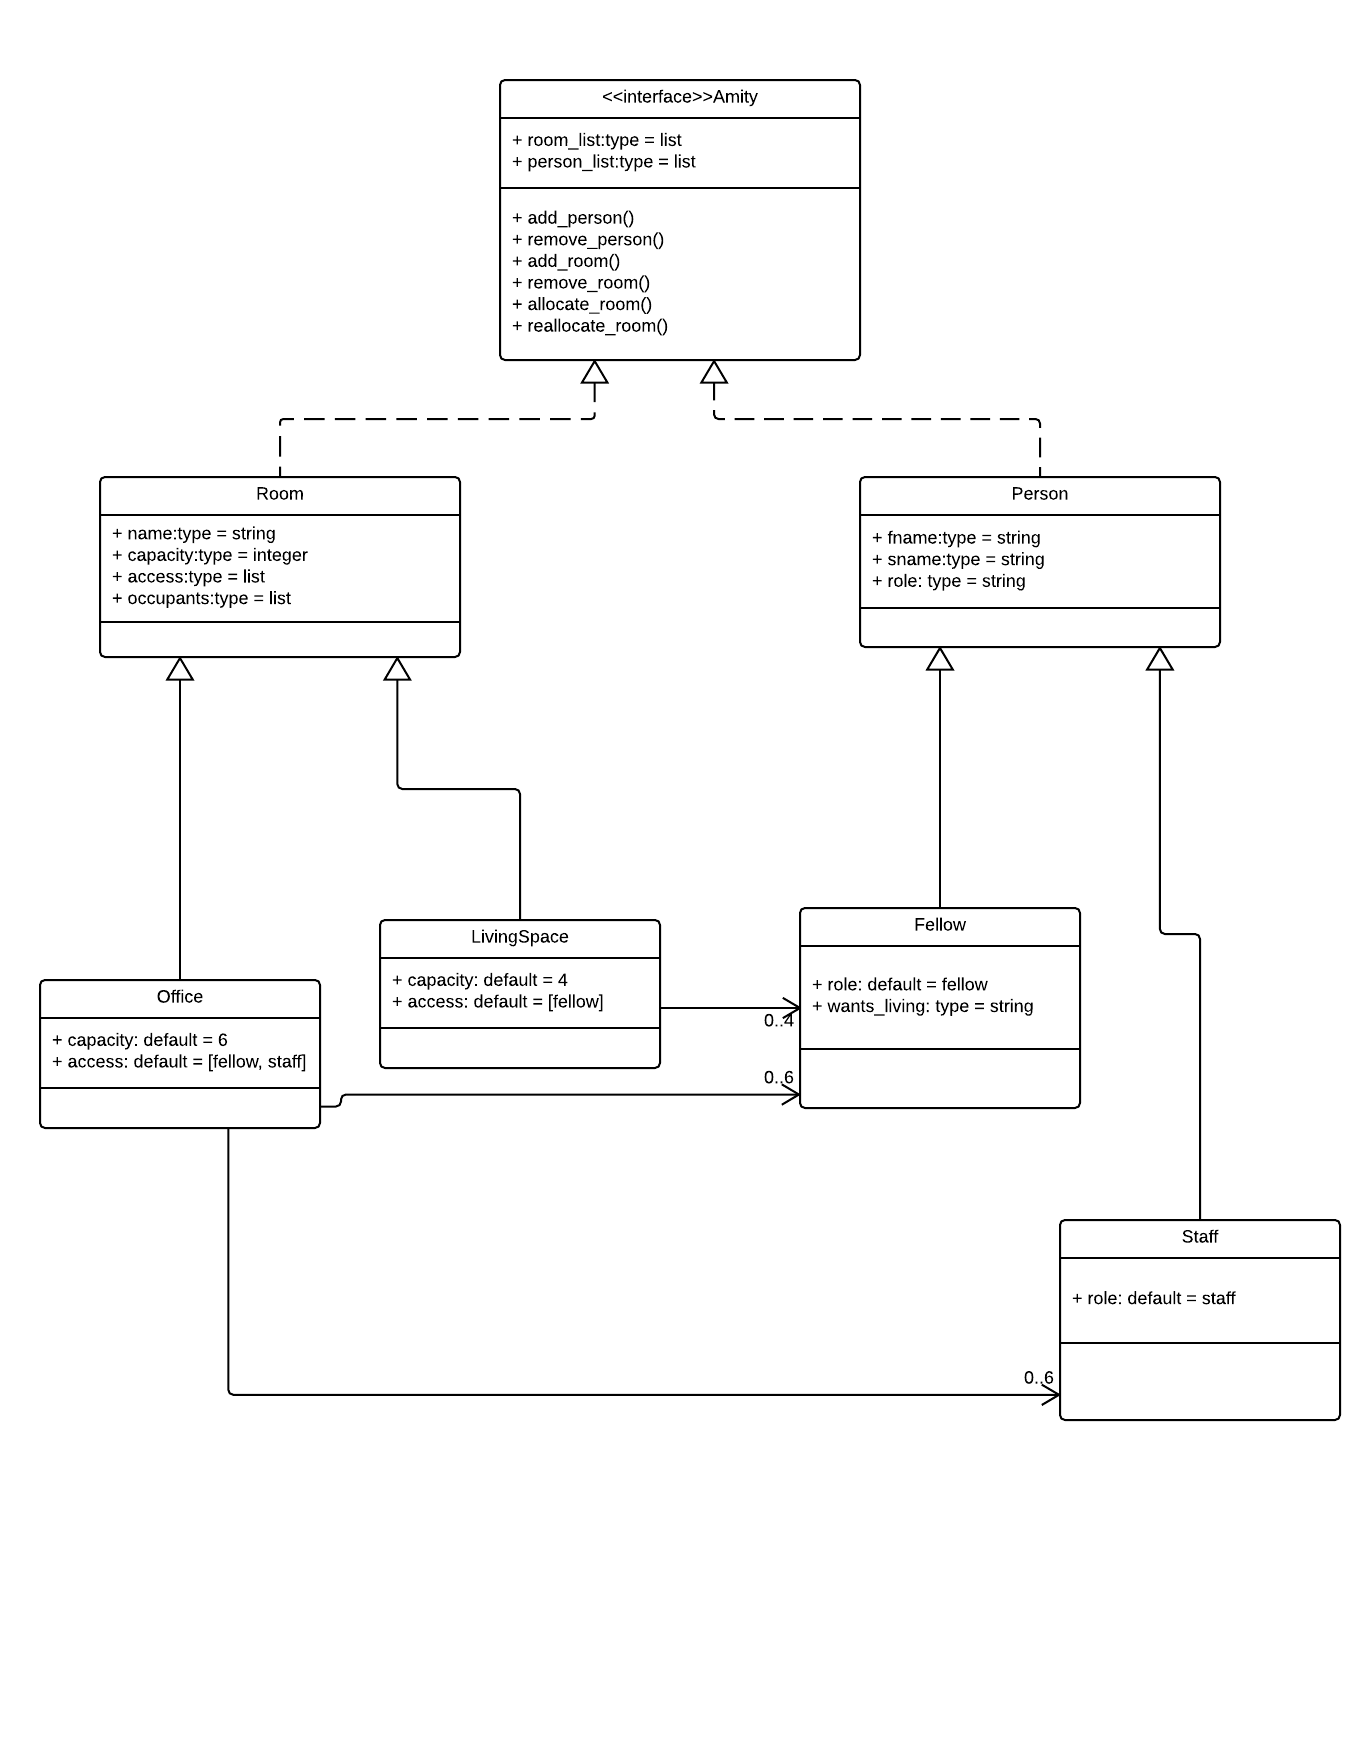 <<interface>>Amity
+ room_list:type = list
+ person_list:type = list
+ add_person()
+ remove_person()
+ add_room()
+ remove_room()
+ allocate_room()
+ reallocate_room()
Room
+ name:type = string
+ capacity:type = integer
+ access:type = list
+ occupants:type = list
Person
+ fname:type = string
+ sname:type = string
+ role: type = string
LivingSpace
+ capacity: default = 4
+ access: default = [fellow]
Fellow
+ role: default = fellow
+ wants_living: type = string
0..4
Office
+ capacity: default = 6
+ access: default = [fellow, staff]
0..6
Staff
+ role: default = staff
0..6